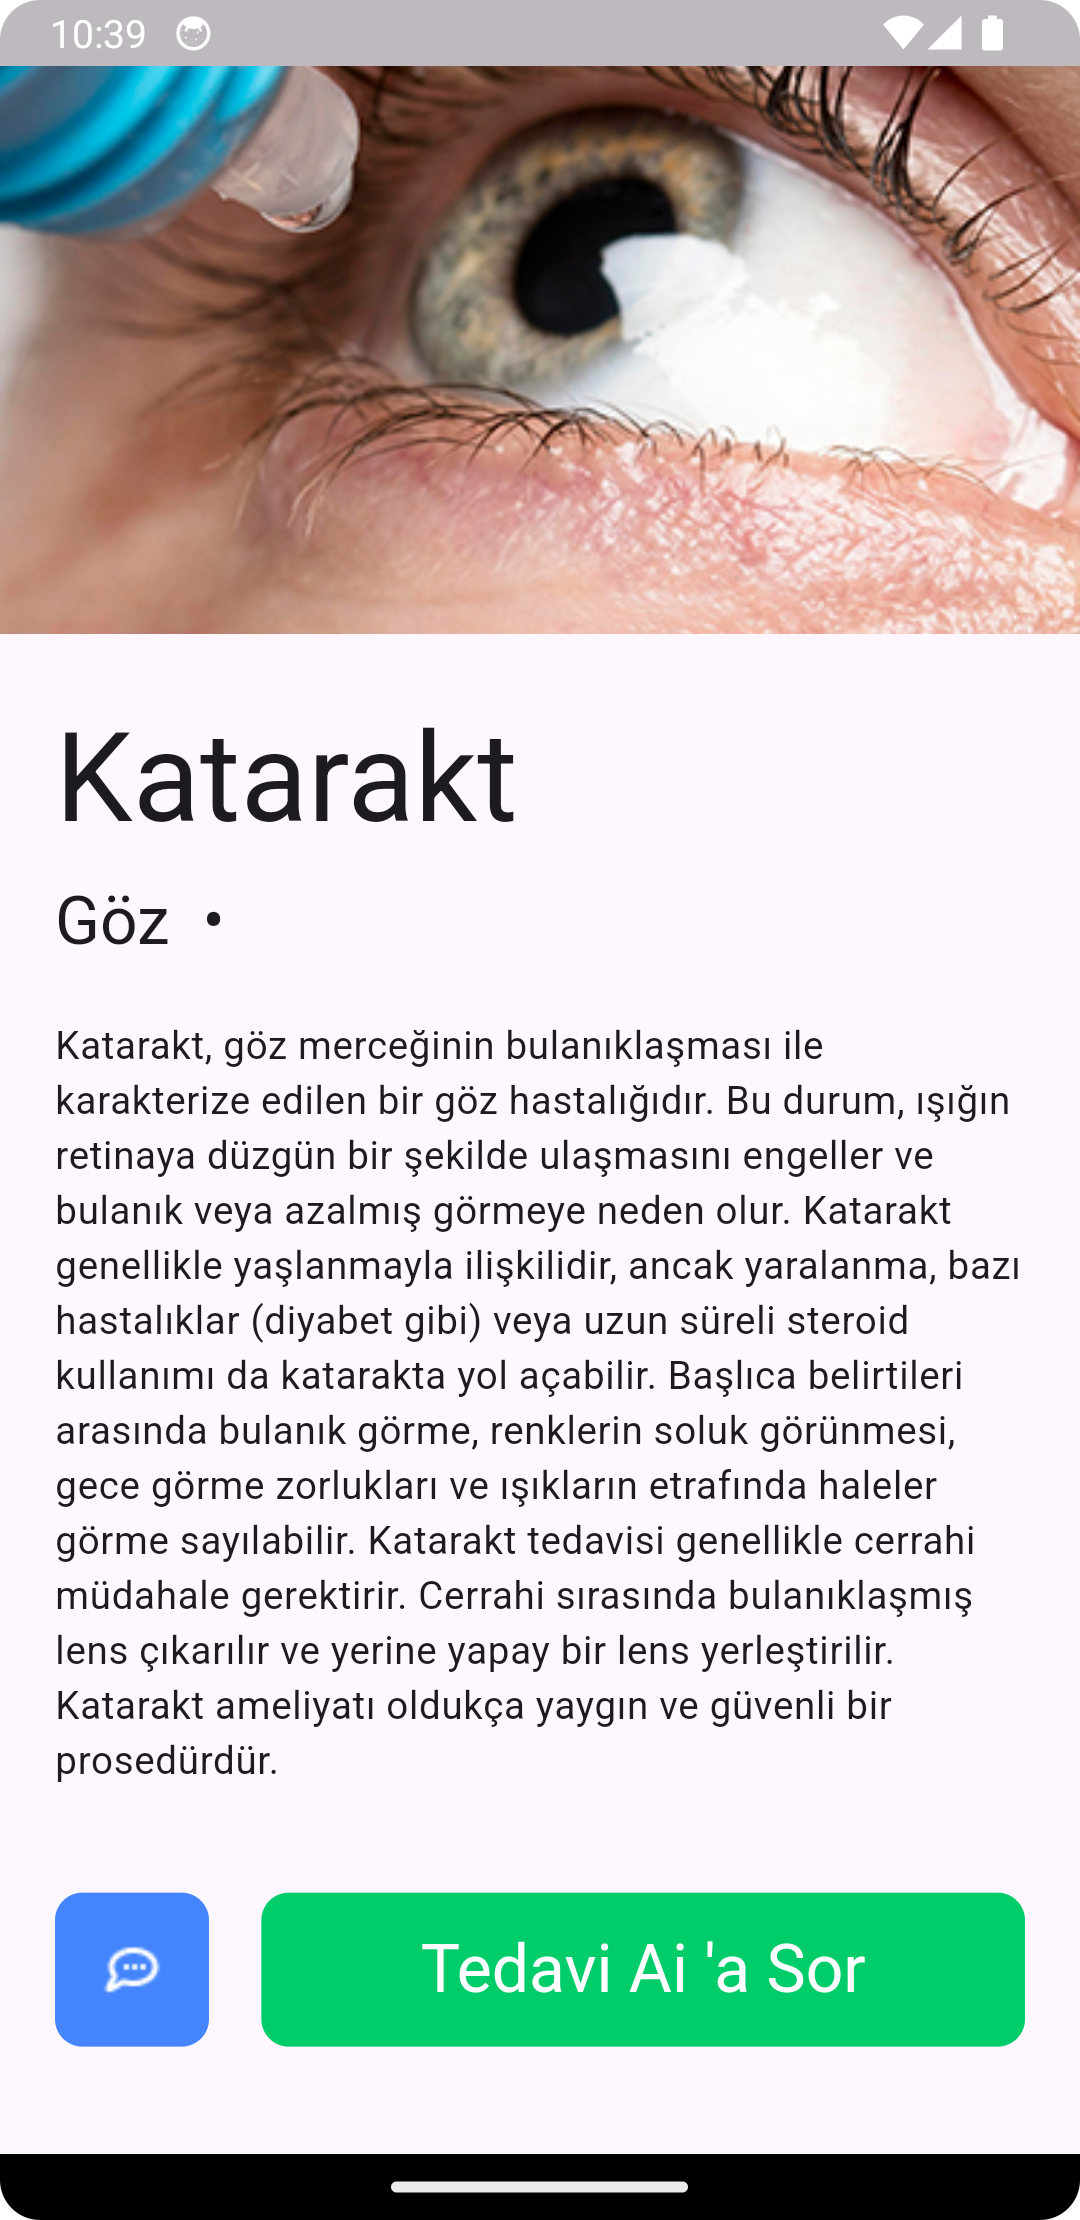 10:39
Katarakt
Göz •
Katarakt, göz merceğinin bulanıklaşması ile
karakterize edilen bir göz hastalığıdır. Bu durum, ışığın
retinaya düzgün bir şekilde ulaşmasını engeller ve
bulanık veya azalmış görmeye neden olur. Katarakt
genellikle yaşlanmayla ilişkilidir, ancak yaralanma, bazı
hastalıklar (diyabet gibi) veya uzun süreli steroid
kullanımı da katarakta yol açabilir. Başlıca belirtileri
arasında bulanık görme, renklerin soluk görünmesi,
gece görme zorlukları ve ışıkların etrafında haleler
görme sayılabilir. Katarakt tedavisi genellikle cerrahi
müdahale gerektirir. Cerrahi sırasında bulanıklaşmış
lens çıkarılır ve yerine yapay bir lens yerleştirilir.
Katarakt ameliyatı oldukça yaygın ve güvenli bir
prosedürdür.
Tedavi Ai 'a Sor